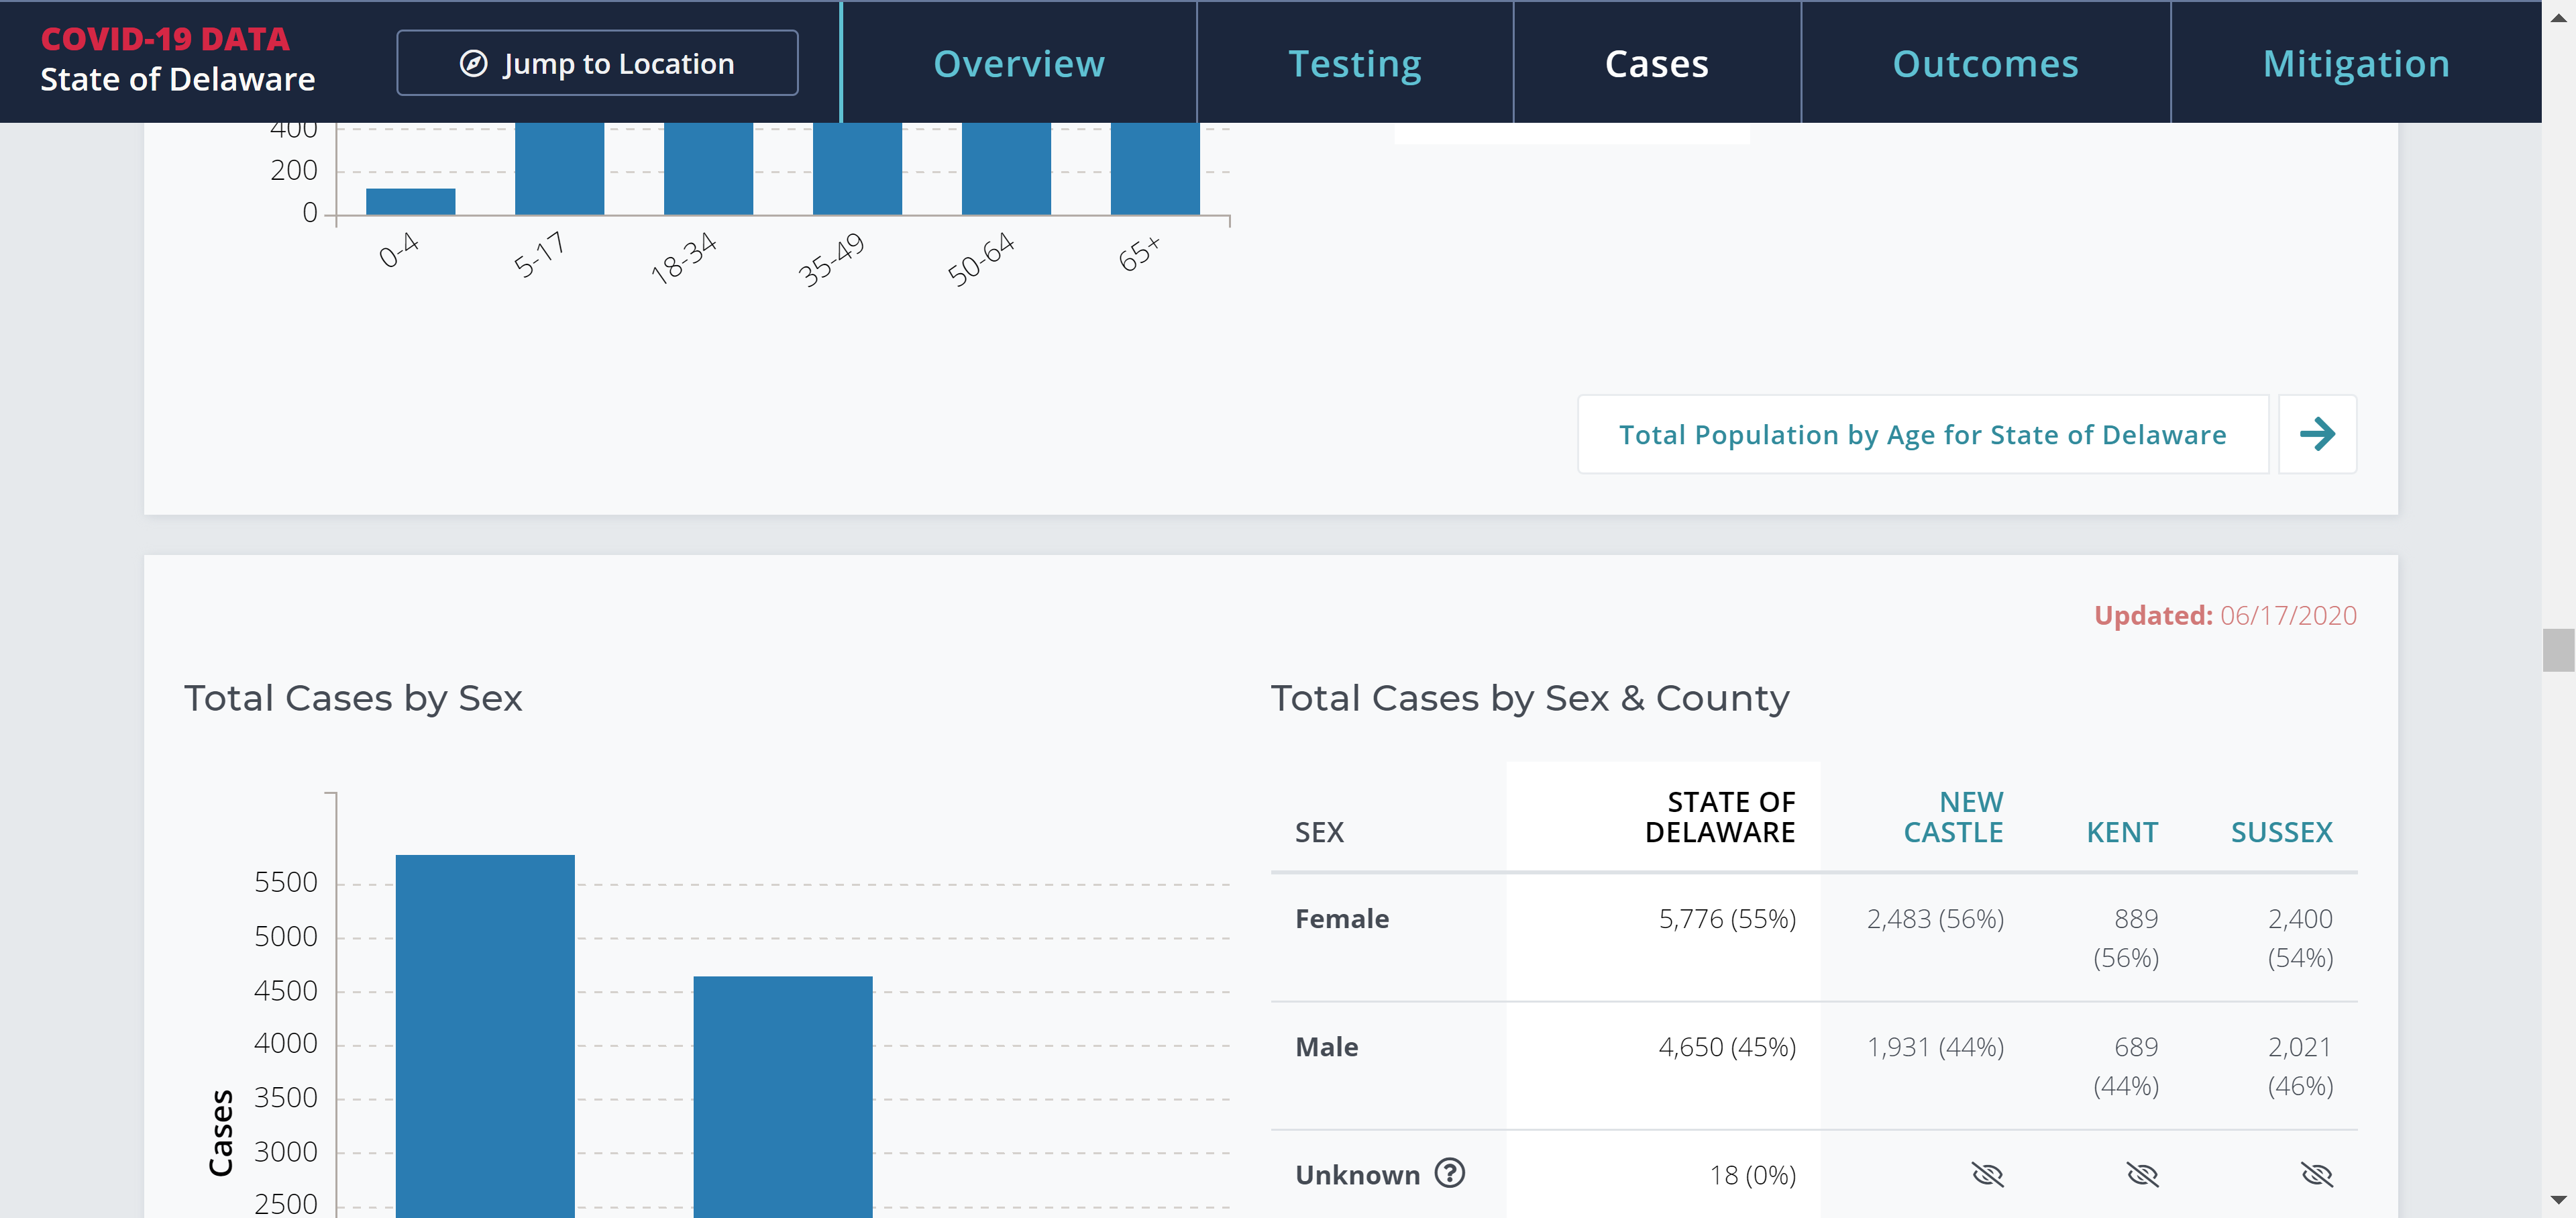 COVID-19 DATA
State of Delaware
Jump to Location
Overview
Testing
Cases
Outcomes
Mitigation
400
200
0
0-4
5-17
18-34
35-49
50-64
65+
Total Population by Age for State of Delaware
Updated: 06/17/2020
Total Cases by Sex
5500
5000
4500
4000
3500
3000
2500
Cases
Total Cases by Sex & County
SEX
STATE OF
DELAWARE
NEW
CASTLE
KENT
SUSSEX
Female
5,776 (55%)
2,483 (56%)
889
(56%)
2,400
(54%)
Male
4,650 (45%)
1,931 (44%)
689
(44%)
2,021
(46%)
Unknown
18 (0%)